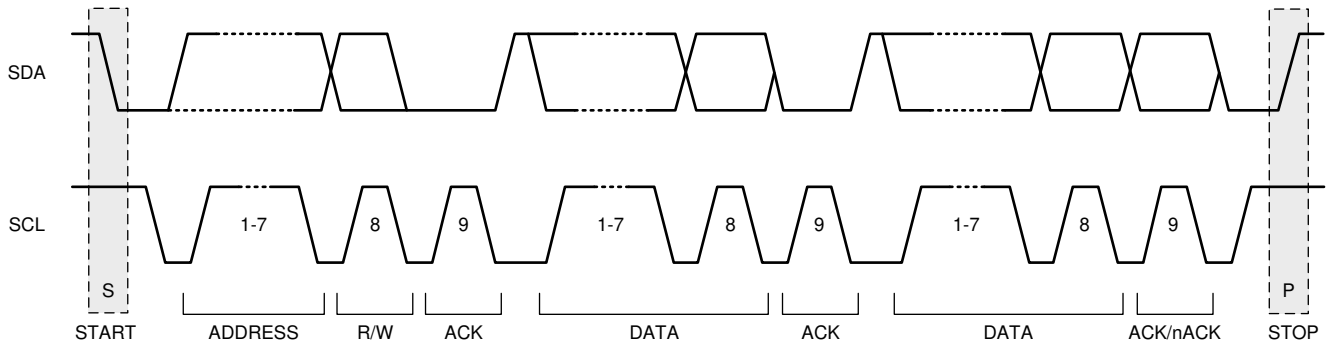 SDA
SCL
1-7 8 9 1-7 8 9 1-7 8 9
S P
START ADDRESS R/W ACK DATA ACK DATA ACK/nACK STOP